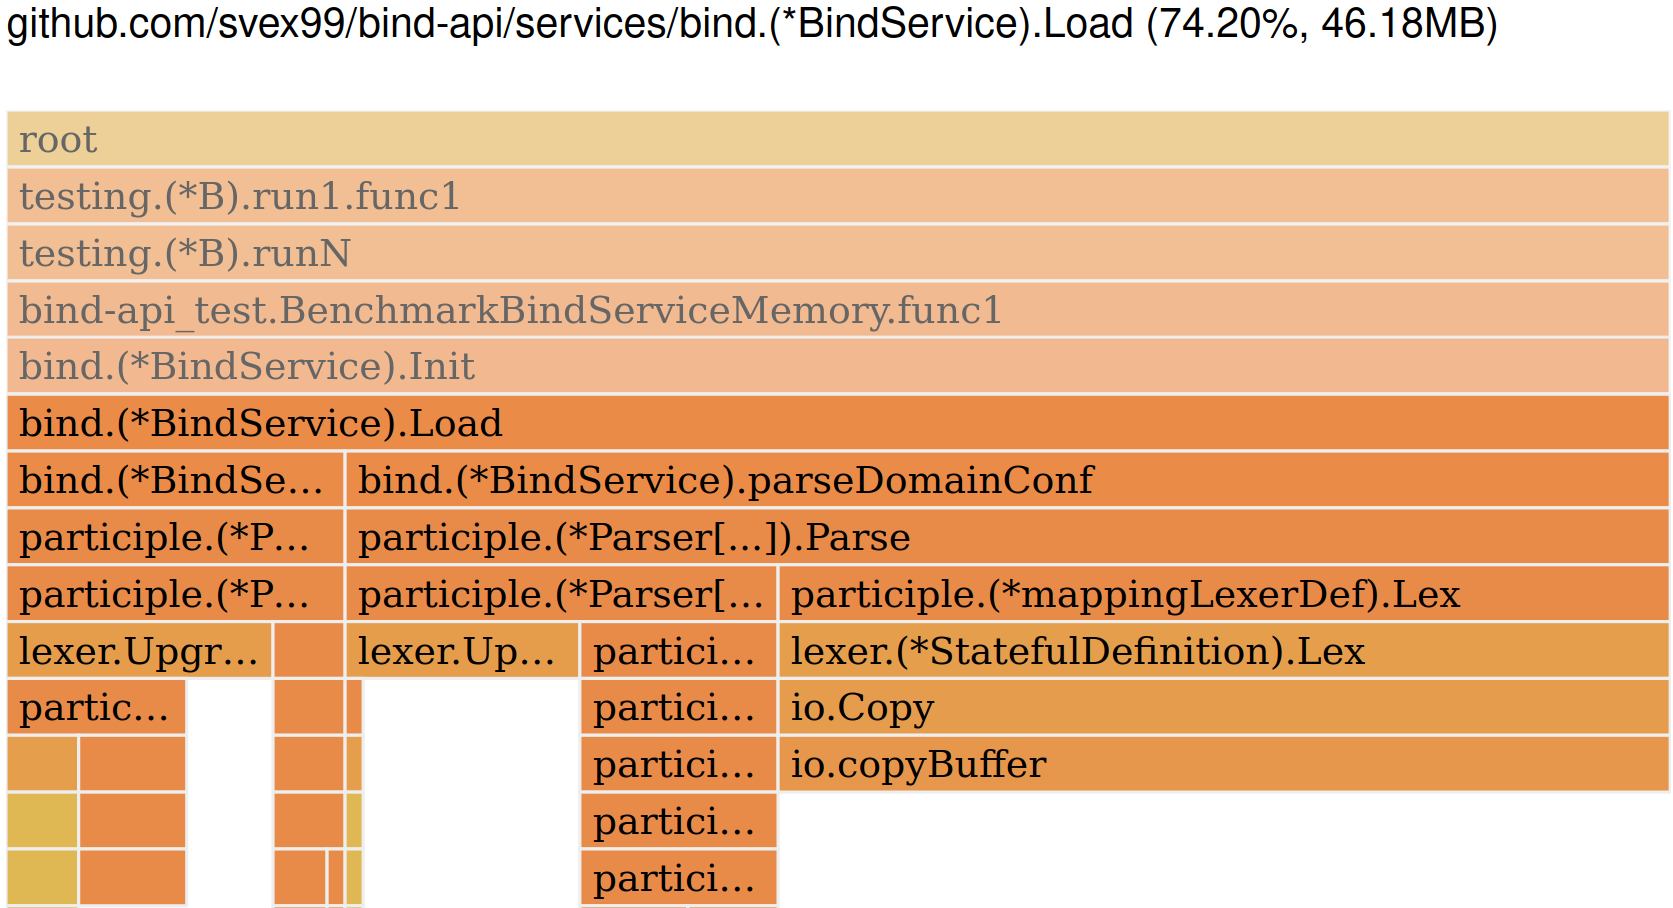 github.com/svex99/bind-api/services/bind.(*BindService).Load (74.20%, 46.18MB)
root
testing.(*B).run1.func1
testing.(*B).runN
bind-api_test.BenchmarkBindServiceMemory.func1
bind.(*BindService).Init
bind.(*BindService).Load
bind.(*BindSe… bind.(*BindService).parseDomainConf
participle.(*P… participle.(*Parser[...]).Parse
participle.(*P… participle.(*Parser[… participle.(*mappingLexerDef).Lex
lexer.Upgr… lexer.Up… partici… lexer.(*StatefulDefinition).Lex
partic… partici… io.Copy
partici… io.copyBuffer
partici…
partici…